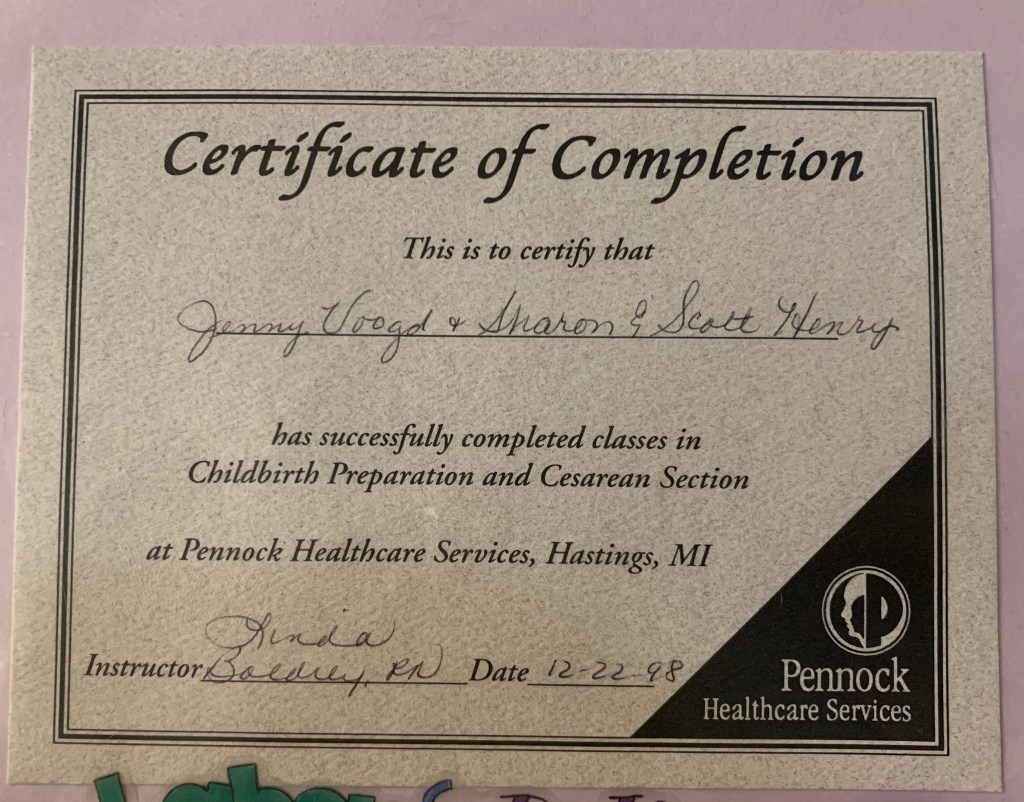 Certificate of Completion
This is to certify that
Jenny Voogd & Sharon & Scott Henry
has successfully completed classes in
Childbirth Preparation and Cesarean Section
at Pennock Healthcare Services, Hastings, MI
Linda
Instructor Boldrey, RN Date 12-22-98
Pennock
Healthcare Services